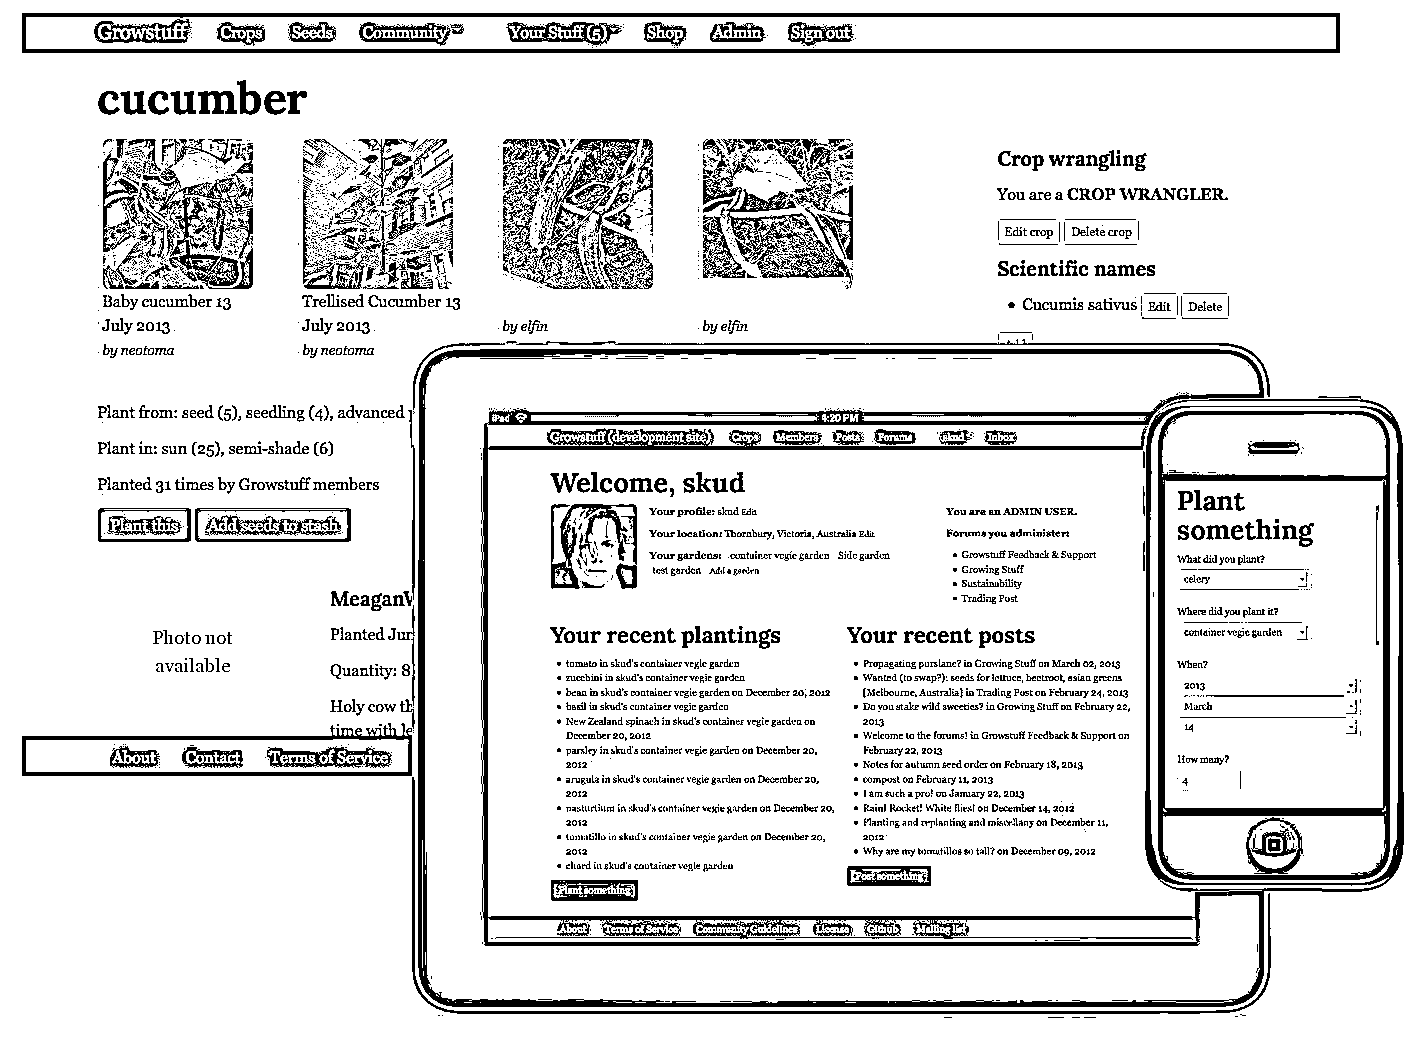 Growstuff Crops Seeds Community Your Stuff (5) Shop Admin Sign out
cucumber
Baby cucumber 13
July 2013
by neotoma
Trellised Cucumber 13
July 2013
by neotoma
by elfin
by elfin
Crop wrangling
You are a CROP WRANGLER.
Edit crop Delete crop
Scientific names
Cucumis sativus Edit Delete
Plant from: seed (5), seedling (4), advanced
Plant in: sun (25), semi-shade (6)
Planted 31 times by Growstuff members
Plant this Add seeds to stash
Photo not
available
MeaganW
Planted Jun
Quantity: 8
Holy cow th
time with le
About Contact Terms of Service
iPad 8:20 PM
Growstuff (development site) Crops Members Posts Forums skud Inbox
Welcome, skud
Your profile: skud Edit
Your location: Thornbury, Victoria, Australia Edit
Your gardens: container vegie garden Side garden
test garden Add a garden
You are an ADMIN USER.
Forums you administer:
Growstuff Feedback & Support
Growing Stuff
Sustainability
Trading Post
Your recent plantings
tomato in skud's container vegie garden
zucchini in skud's container vegie garden
bean in skud's container vegie garden on December 20, 2012
basil in skud's container vegie garden
New Zealand spinach in skud's container vegie garden on
December 20, 2012
parsley in skud's container vegie garden on December 20,
2012
arugula in skud's container vegie garden on December 20,
2012
nasturtium in skud's container vegie garden on December 20,
2012
tomatillo in skud's container vegie garden on December 20,
2012
chard in skud's container vegie garden
Plant something
Your recent posts
Propagating purslane? in Growing Stuff on March 02, 2013
Wanted (to swap?): seeds for lettuce, beetroot, asian greens
[Melbourne, Australia] in Trading Post on February 24, 2013
Do you stake wild sweeties? in Growing Stuff on February 22,
2013
Welcome to the forums! in Growstuff Feedback & Support on
February 22, 2013
Notes for autumn seed order on February 18, 2013
compost on February 11, 2013
I am such a pro! on January 22, 2013
Rain! Rocket! White flies! on December 14, 2012
Planting and replanting and miscellany on December 11,
2012
Why are my tomatillos so tall? on December 09, 2012
Post something
About Terms of Service Community Guidelines License Github Mailing list
Plant
something
What did you plant?
celery
Where did you plant it?
container vegie garden
When?
2013
March
14
How many?
4